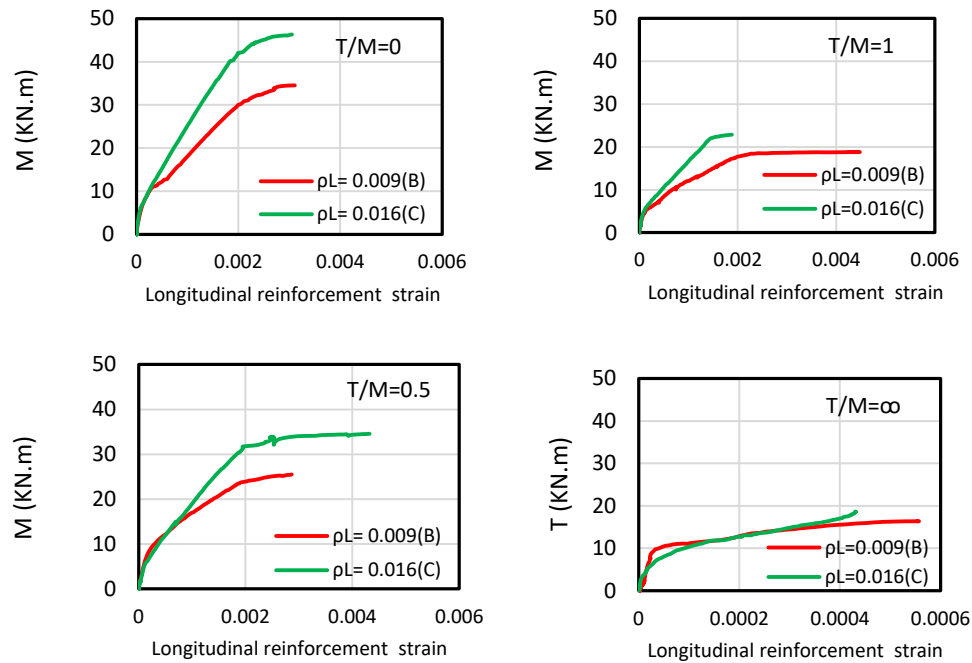 T/M=0
50
40
30
20
10
0
M (KN.m)
ρL= 0.009(B)
ρL= 0.016(C)
0 0.002 0.004 0.006
Longitudinal reinforcement strain
T/M=1
50
40
30
20
10
0
M (KN.m)
ρL= 0.009(B)
ρL=0.016(C)
0 0.002 0.004 0.006
Longitudinal reinforcement strain
T/M=0.5
50
40
30
20
10
0
M (KN.m)
ρL= 0.009(B)
ρL= 0.016(C)
0 0.002 0.004 0.006
Longitudinal reinforcement strain
T/M=∞
50
40
30
20
10
0
T (KN.m)
ρL=0.009(B)
ρL=0.016(C)
0 0.0002 0.0004 0.0006
Longitudinal reinforcement strain